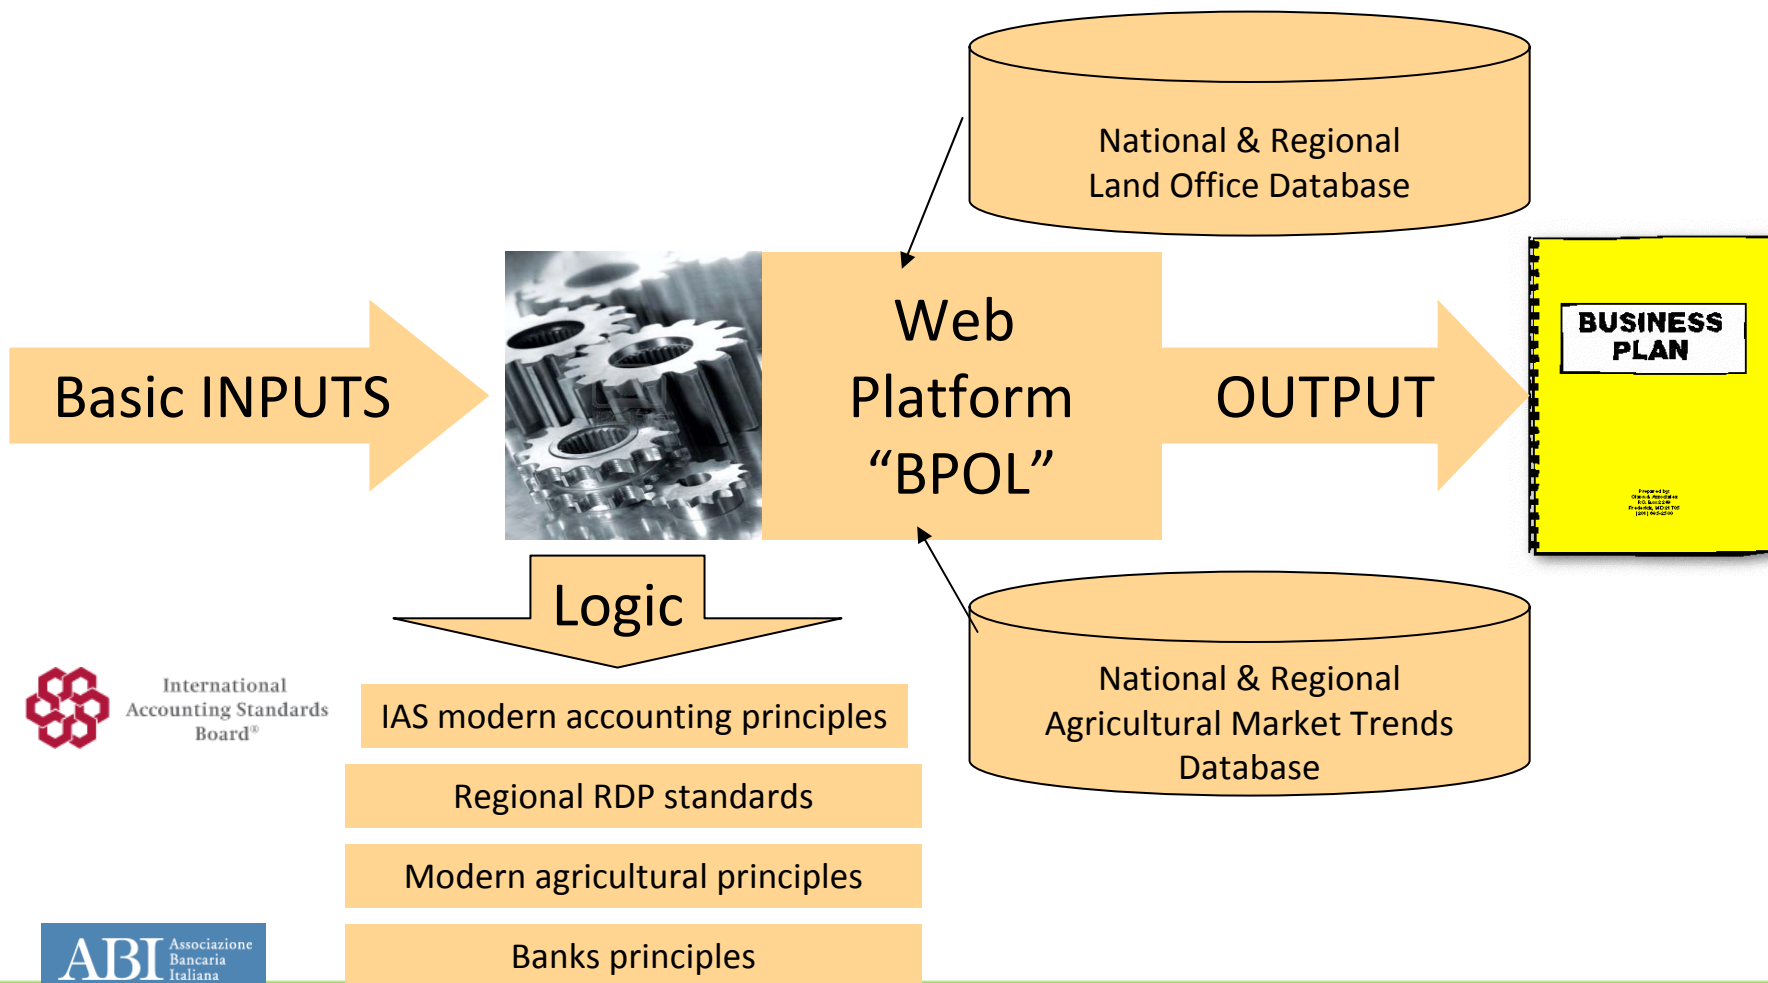 National & Regional
Land Office Database
Basic INPUTS
Web
Platform
“BPOL”
OUTPUT
BUSINESS
PLAN
Prepared by:
Logic
National & Regional
Agricultural Market Trends
Database
International
Accounting Standards
Board®
IAS modern accounting principles
Regional RDP standards
Modern agricultural principles
Banks principles
ABI
Associazione
Bancaria
Italiana